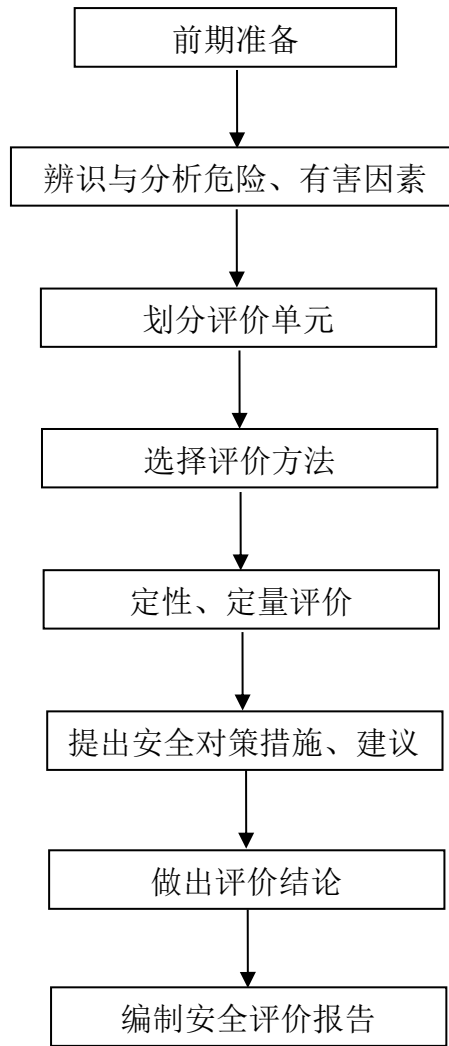 前期准备
辨识与分析危险、有害因素
划分评价单元
选择评价方法
定性、定量评价
提出安全对策措施、建议
做出评价结论
编制安全评价报告